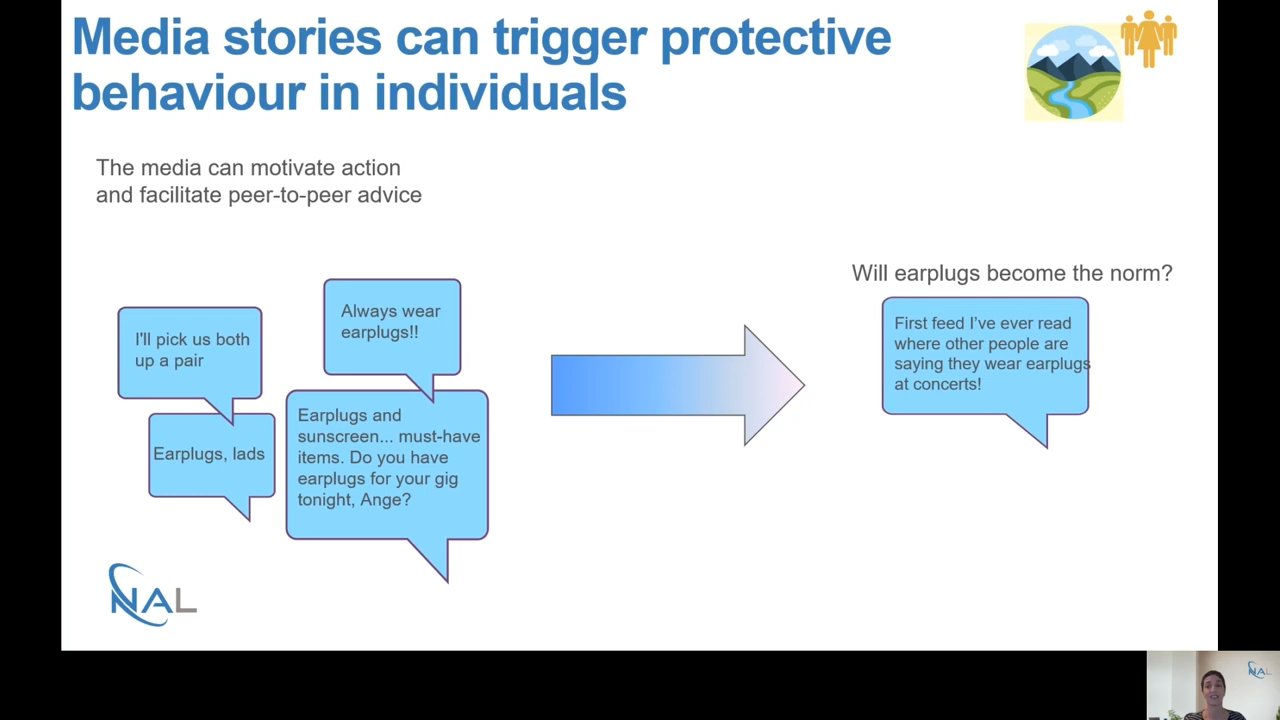 Media stories can trigger protective
behaviour in individuals
The media can motivate action
and facilitate peer-to-peer advice
Will earplugs become the norm?
I'll pick us both
up a pair
Always wear
earplugs!!
Earplugs, lads
Earplugs and
sunscreen... must-have
items. Do you have
earplugs for your gig
tonight, Ange?
First feed I’ve ever read
where other people are
saying they wear earplugs
at concerts!
NAL
NAL